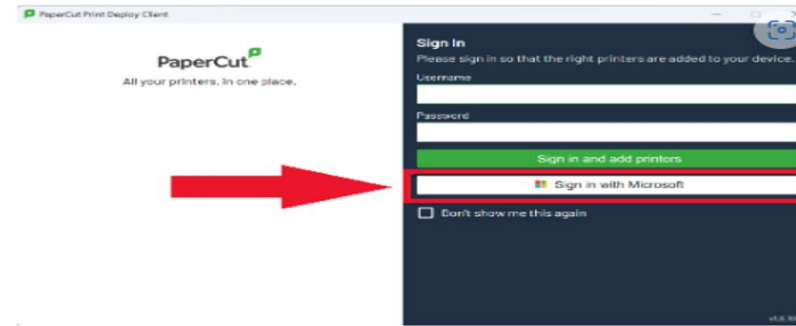 PaperCut Print Deploy Client
PaperCut
All your printers, in one place.
Sign In
Please sign in so that the right printers are added to your device.
Username
Password
Sign in and add printers
Sign in with Microsoft
Don't show me this again